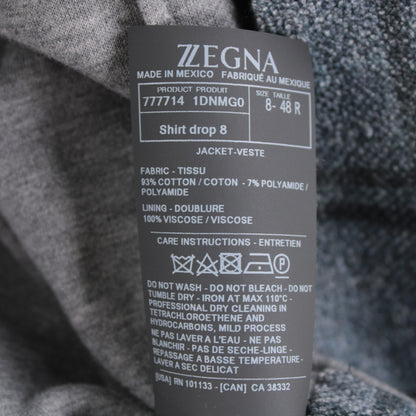 ZZEGNA
MADE IN MEXICO FABRIQUÉ AU MEXIQUE
PRODUCT PRODUIT
777714 1DNMG0
SIZE TAILLE
8- 48 R
Shirt drop 8
JACKET-VESTE
FABRIC - TISSU
93% COTTON / COTON - 7% POLYAMIDE /
POLYAMIDE
LINING - DOUBLURE
100% VISCOSE / VISCOSE
CARE INSTRUCTIONS - ENTRETIEN
P
DO NOT WASH - DO NOT BLEACH - DO NOT
TUMBLE DRY - IRON AT MAX 110°C -
PROFESSIONAL DRY CLEANING IN
TETRACHLOROETHENE AND
HYDROCARBONS, MILD PROCESS
NE PAS LAVER A L'EAU - NE PAS
BLANCHIR - PAS DE SECHE-LINGE -
REPASSAGE A BASSE TEMPERATURE -
LAVER A SEC DELICAT
[USA] RN 101133 - [CAN] CA 38332